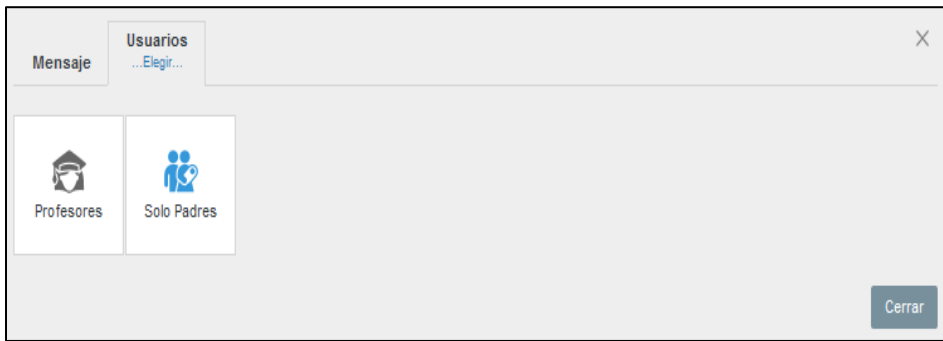 Mensaje
Usuarios
...Elegir...
X
Profesores
Solo Padres
Cerrar